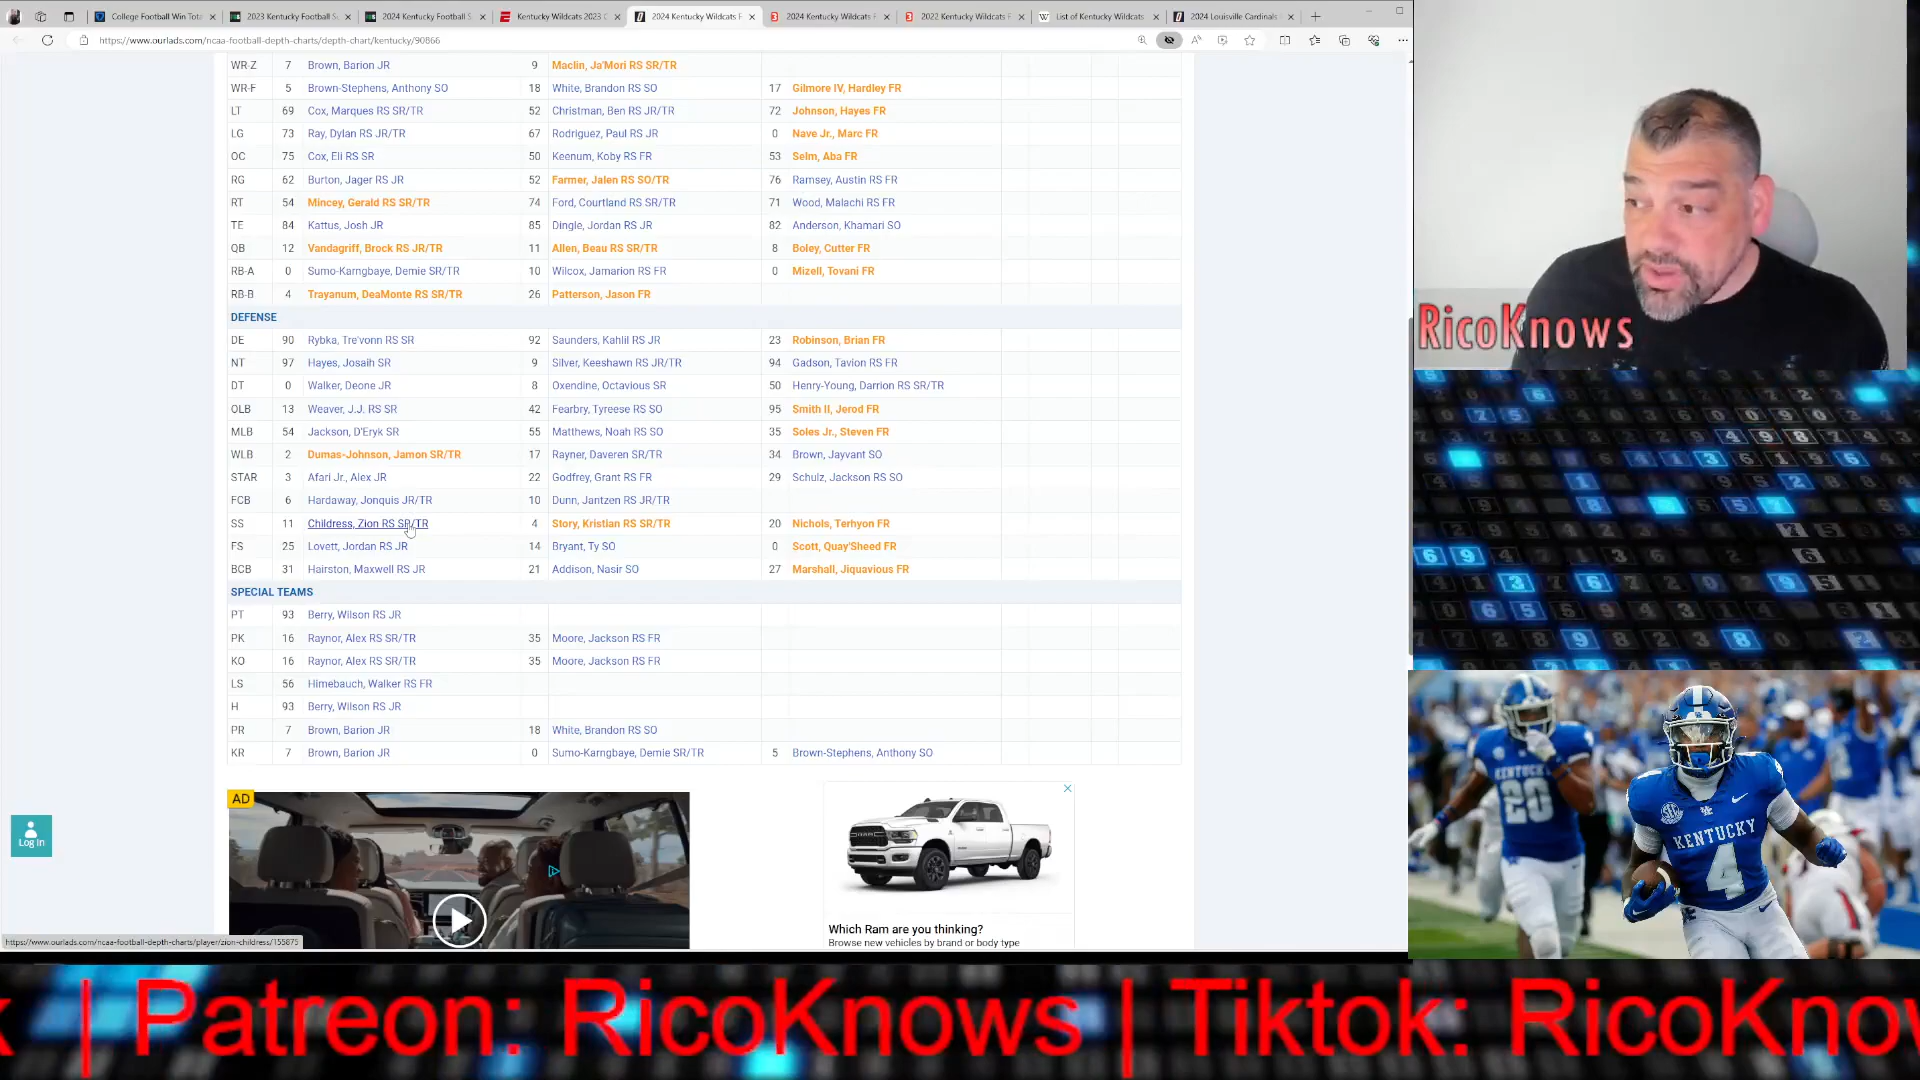 College Football Win Tota
2023 Kentucky Football S
2024 Kentucky Football S
Kentucky Wildcats 2023 C
2024 Kentucky Wildcats F
2024 Kentucky Wildcats F
2022 Kentucky Wildcats F
List of Kentucky Wildcats
2024 Louisville Cardinals
https://www.ourlads.com/ncaa-football-depth-charts/depth-chart/kentucky/90866
WR-Z 7 Brown, Barion JR 9 Maclin, Ja'Mori RS SR/TR
WR-F 5 Brown-Stephens, Anthony SO 18 White, Brandon RS SO 17 Gilmore IV, Hardley FR
LT 69 Cox, Marques RS SR/TR 52 Christman, Ben RS JR/TR 72 Johnson, Hayes FR
LG 73 Ray, Dylan RS JR/TR 67 Rodriguez, Paul RS JR 0 Nave Jr., Marc FR
OC 75 Cox, Eli RS SR 50 Keenum, Koby RS FR 53 Selm, Aba FR
RG 62 Burton, Jager RS JR 52 Farmer, Jalen RS SO/TR 76 Ramsey, Austin RS FR
RT 54 Mincey, Gerald RS SR/TR 74 Ford, Courtland RS SR/TR 71 Wood, Malachi RS FR
TE 84 Kattus, Josh JR 85 Dingle, Jordan RS JR 82 Anderson, Khamari SO
QB 12 Vandagriff, Brock RS JR/TR 11 Allen, Beau RS SR/TR 8 Boley, Cutter FR
RB-A 0 Sumo-Karngbaye, Demie SR/TR 10 Wilcox, Jamarion RS FR 0 Mizell, Tovani FR
RB-B 4 Trayanum, DeaMonte RS SR/TR 26 Patterson, Jason FR
DEFENSE
DE 90 Rybka, Tre'vonn RS SR 92 Saunders, Kahlil RS JR 23 Robinson, Brian FR
NT 97 Hayes, Josaih SR 9 Silver, Keeshawn RS JR/TR 94 Gadson, Tavion RS FR
DT 0 Walker, Deone JR 8 Oxendine, Octavious SR 50 Henry-Young, Darrion RS SR/TR
OLB 13 Weaver, J.J. RS SR 42 Fearbry, Tyreese RS SO 95 Smith II, Jerod FR
MLB 54 Jackson, D'Eryk SR 55 Matthews, Noah RS SO 35 Soles Jr., Steven FR
WLB 2 Dumas-Johnson, Jamon SR/TR 17 Rayner, Daveren SR/TR 34 Brown, Jayvant SO
STAR 3 Afari Jr., Alex JR 22 Godfrey, Grant RS FR 29 Schulz, Jackson RS SO
FCB 6 Hardaway, Jonquis JR/TR 10 Dunn, Jantzen RS JR/TR
SS 11 Childress, Zion RS SR/TR 4 Story, Kristian RS SR/TR 20 Nichols, Terhyon FR
FS 25 Lovett, Jordan RS JR 14 Bryant, Ty SO 0 Scott, Quay'Sheed FR
BCB 31 Hairston, Maxwell RS JR 21 Addison, Nasir SO 27 Marshall, Jiquavious FR
SPECIAL TEAMS
PT 93 Berry, Wilson RS JR
PK 16 Raynor, Alex RS SR/TR 35 Moore, Jackson RS FR
KO 16 Raynor, Alex RS SR/TR 35 Moore, Jackson RS FR
LS 56 Himebauch, Walker RS FR
H 93 Berry, Wilson RS JR
PR 7 Brown, Barion JR 18 White, Brandon RS SO
KR 7 Brown, Barion JR 0 Sumo-Karngbaye, Demie SR/TR 5 Brown-Stephens, Anthony SO
AD
Log In
Which Ram are you thinking?
Browse new vehicles by brand or body type
https://www.ourlads.com/ncaa-football-depth-charts/player/zion-childress/155875
RicoKnows
KENTUCKY
20
SEC
KENTUCKY
4
k | Patreon: RicoKnows | Tiktok: RicoKnow